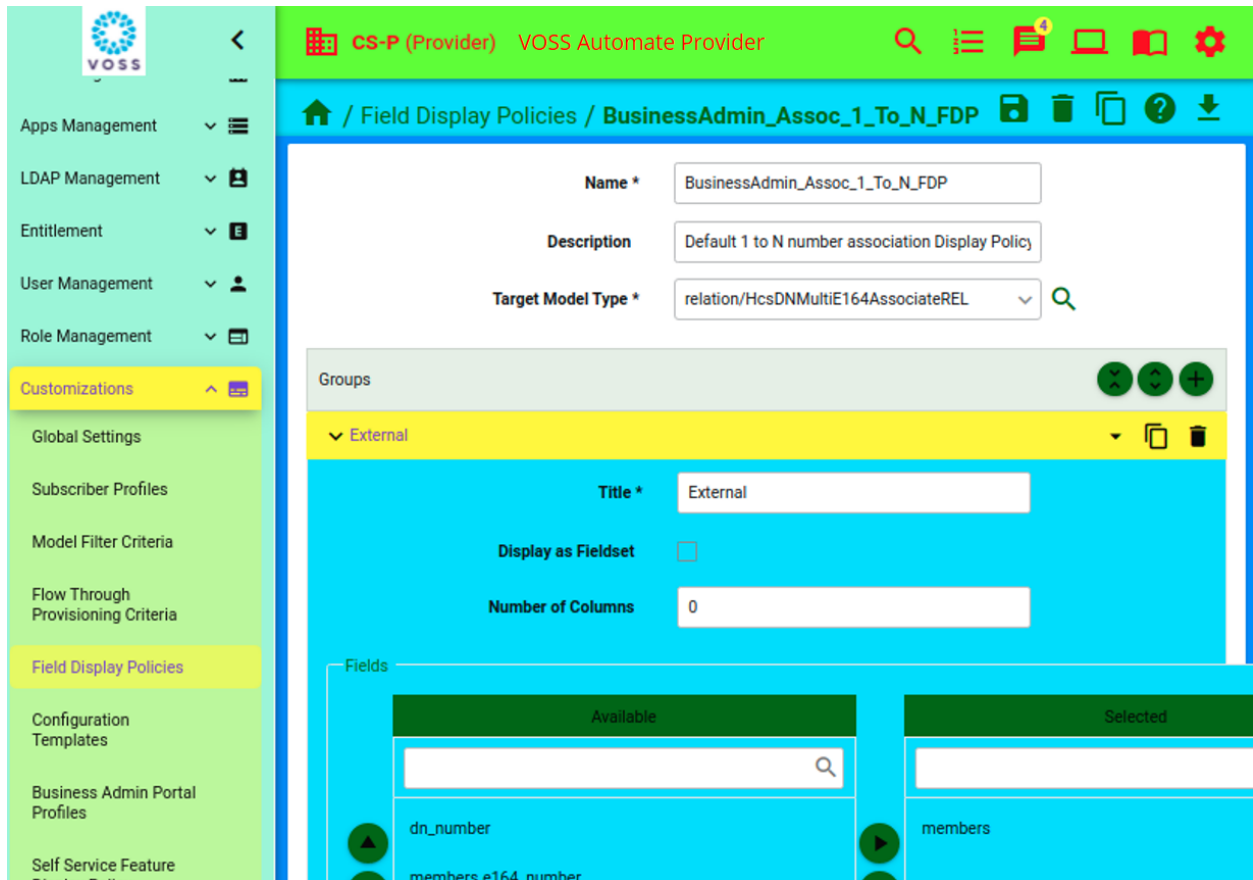 VOSS
CS-P (Provider) VOSS Automate Provider
4
/ Field Display Policies / BusinessAdmin_Assoc_1_To_N_FDP
Apps Management
LDAP Management
Entitlement
E
User Management
Role Management
Customizations
Global Settings
Subscriber Profiles
Model Filter Criteria
Flow Through
Provisioning Criteria
Field Display Policies
Configuration
Templates
Business Admin Portal
Profiles
Self Service Feature
Name * BusinessAdmin_Assoc_1_To_N_FDP
Description Default 1 to N number association Display Policy
Target Model Type * relation/HcsDNMultiE164AssociateREL
Groups
External
Title * External
Display as Fieldset
Number of Columns 0
Fields
Available Selected
dn_number members
members.e164_number